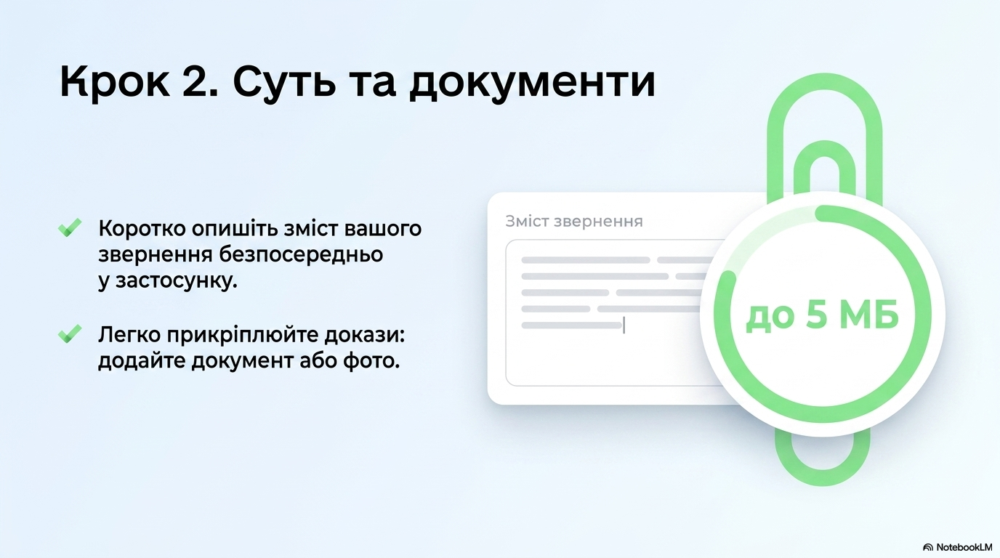 Крок 2. Суть та документи
Коротко опишіть зміст вашого
звернення безпосередньо
у застосунку.
Легко прикріплюйте докази:
додайте документ або фото.
Зміст звернення
до 5 МБ
NotebookLM